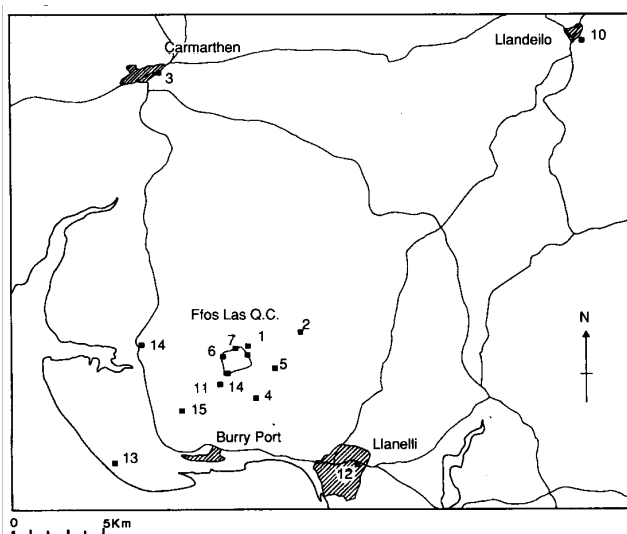 Carmarthen
3
Llandeilo
10
Ffos Las Q.C.
N
2
7
1
14
6
5
11
14
4
15
Burry Port
Llanelli
13
12
0
5Km